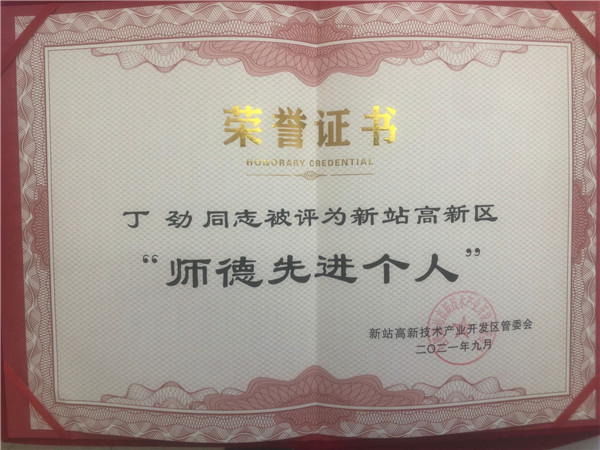 荣誉证书
HONORARY CREDENTIAL
丁 劲 同志被评为新站高新区
“师德先进个人”
新站高新技术产业开发区管委会
二〇二一年九月